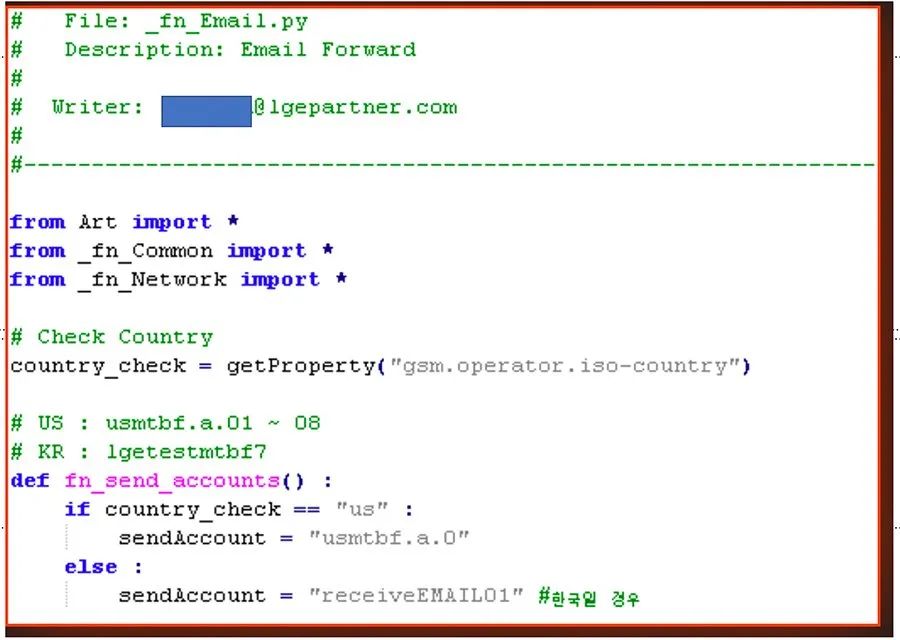 #   File: _fn_Email.py
#   Description: Email Forward
#
#  Writer: @lgepartner.com
#
#---------------------------------------------------------------
from Art import *
from _fn_Common import *
from _fn_Network import *
# Check Country
country_check = getProperty("gsm.operator.iso-country")
# US : usmtbf.a.01 ~ 08
# KR : lgetestmtbf7
def fn_send_accounts() :
    if country_check == "us" :
        sendAccount = "usmtbf.a.0"
    else :
        sendAccount = "receiveEMAIL01" #한국일 경우